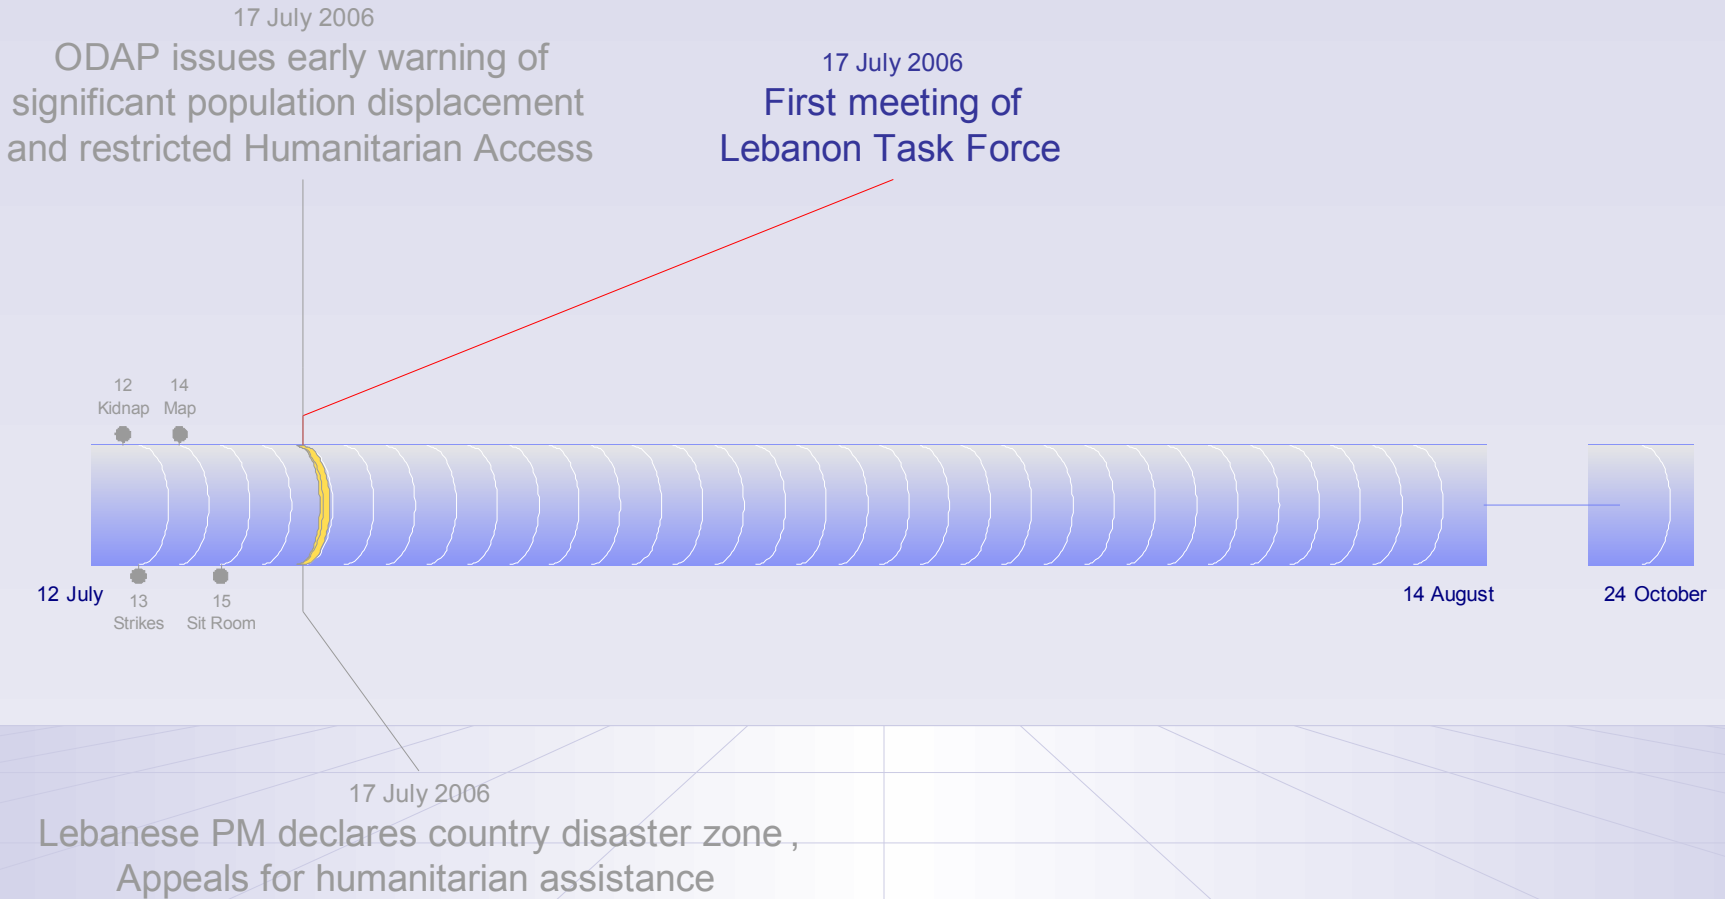 17 July 2006
ODAP issues early warning of
significant population displacement
and restricted Humanitarian Access
17 July 2006
First meeting of
Lebanon Task Force
12
Kidnap
14
Map
12 July
13
Strikes
15
Sit Room
14 August
24 October
17 July 2006
Lebanese PM declares country disaster zone ,
Appeals for humanitarian assistance